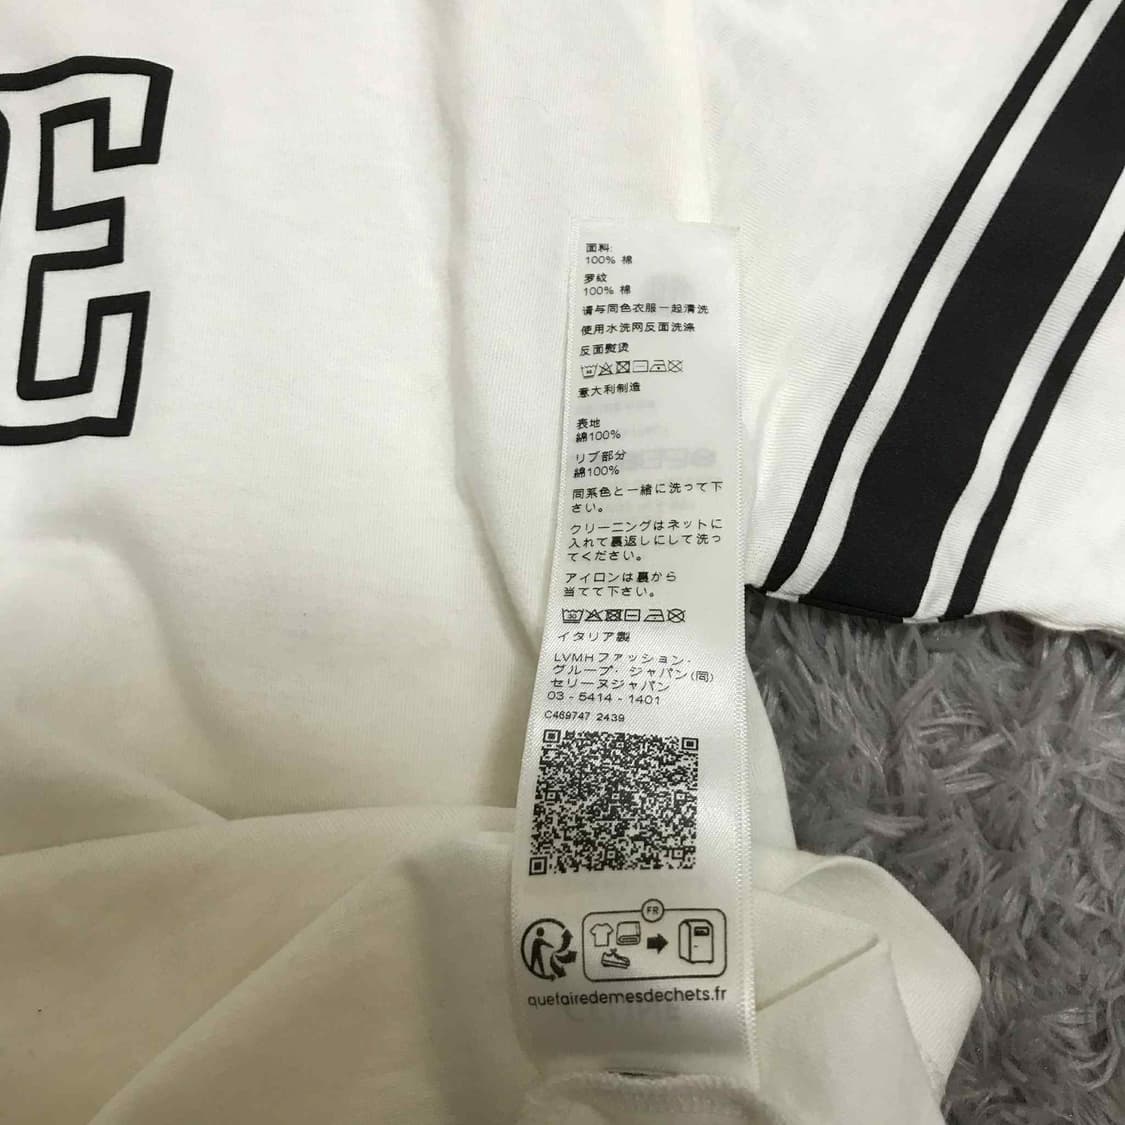 E
面料:
100% 棉
罗纹
100% 棉
请与同色衣服一起清洗
使用水洗网反面洗涤
反面熨烫
意大利制造
表地
綿100%
リブ部分
綿100%
同系色と一緒に洗って下
さい。
クリーニングはネットに
入れて裏返しにして洗っ
てください。
アイロンは裏から
当てて下さい。
30
イタリア製
LVMHファッション・
グループ・ジャパン(同)
セリーヌジャパン
03 - 5414 - 1401
C469747 2439
FR
quefairedemesdechets.fr